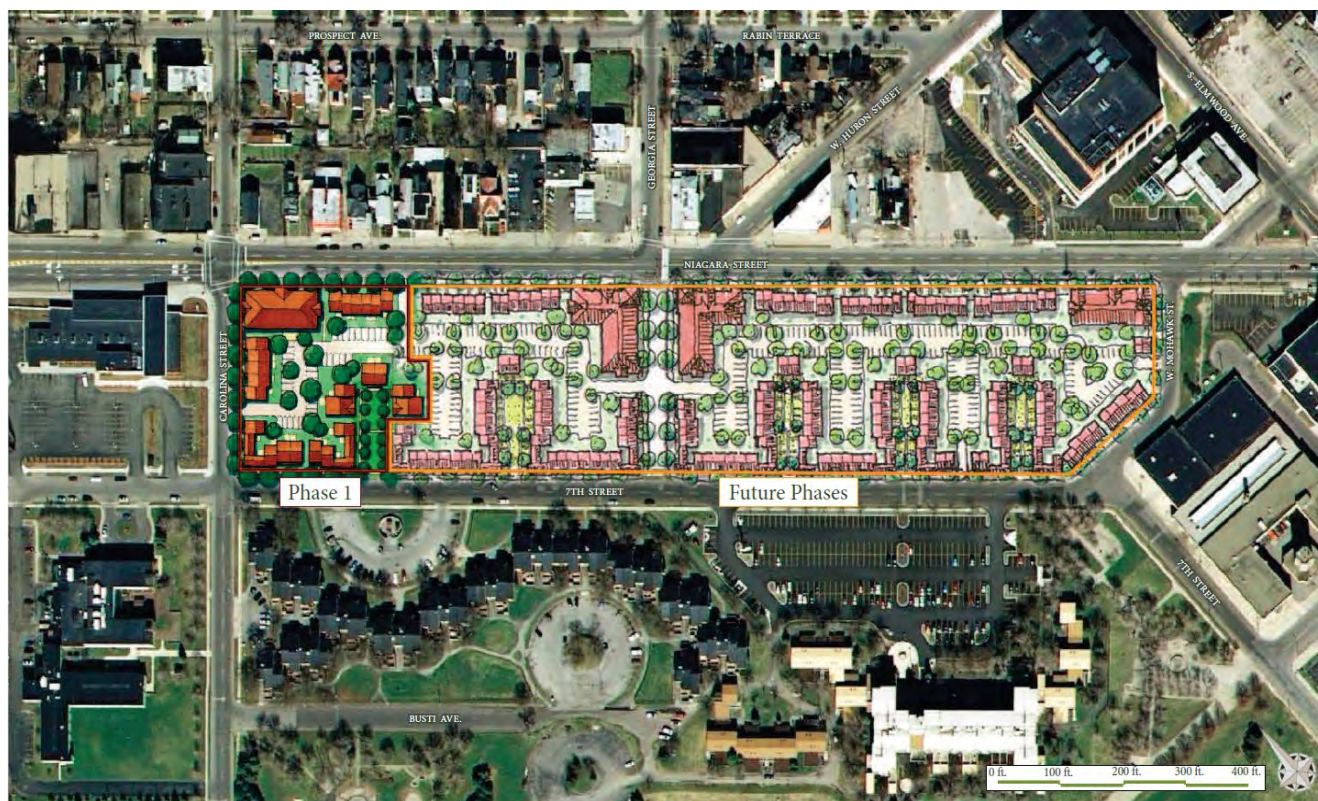 PROSPECT AVE.
RABIN TERRACE
S. ELMWOOD AVE.
W. HURON STREET
GEORGIA STREET
NIAGARA STREET
CAROLINA STREET
W. MOHAWK ST.
Phase 1
7TH STREET
Future Phases
7TH STREET
BUSTI AVE.
0 ft. 100 ft. 200 ft. 300 ft. 400 ft.